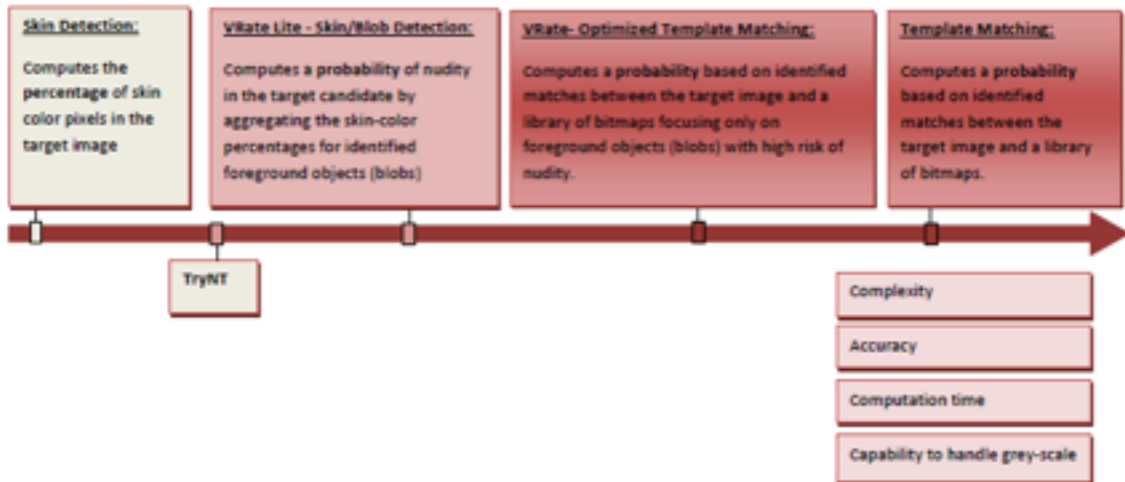 Skin Detection:
Computes the
percentage of skin
color pixels in the
target image
VRate Lite - Skin/Blob Detection:
Computes a probability of nudity
in the target candidate by
aggregating the skin-color
percentages for identified
foreground objects (blobs)
VRate- Optimized Template Matching:
Computes a probability based on identified
matches between the target image and a
library of bitmaps focusing only on
foreground objects (blobs) with high risk of
nudity.
Template Matching:
Computes a probability
based on identified
matches between the
target image and a library
of bitmaps.
TryNT
Complexity
Accuracy
Computation time
Capability to handle grey-scale